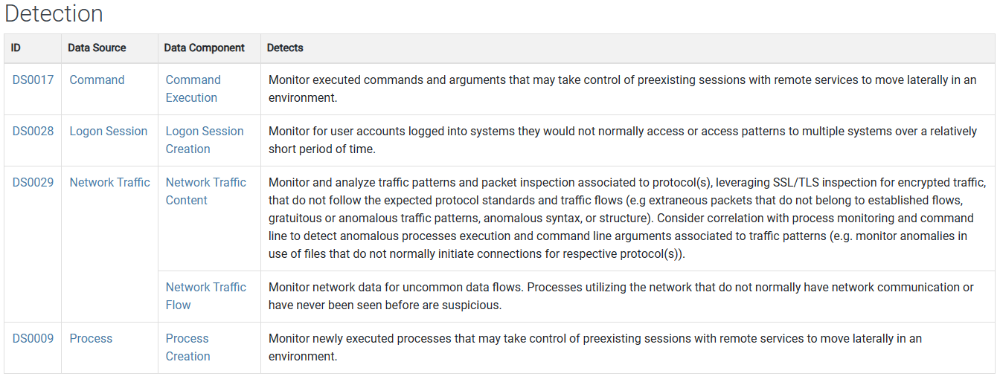 Detection
ID Data Source Data Component Detects
DS0017 Command Command Execution Monitor executed commands and arguments that may take control of preexisting sessions with remote services to move laterally in an
environment.
DS0028 Logon Session Logon Session Creation Monitor for user accounts logged into systems they would not normally access or access patterns to multiple systems over a relatively
short period of time.
DS0029 Network Traffic Network Traffic Content Monitor and analyze traffic patterns and packet inspection associated to protocol(s), leveraging SSL/TLS inspection for encrypted traffic,
that do not follow the expected protocol standards and traffic flows (e.g extraneous packets that do not belong to established flows,
gratuitous or anomalous traffic patterns, anomalous syntax, or structure). Consider correlation with process monitoring and command
line to detect anomalous processes execution and command line arguments associated to traffic patterns (e.g. monitor anomalies in
use of files that do not normally initiate connections for respective protocol(s)).
Network Traffic Flow Monitor network data for uncommon data flows. Processes utilizing the network that do not normally have network communication or
have never been seen before are suspicious.
DS0009 Process Process Creation Monitor newly executed processes that may take control of preexisting sessions with remote services to move laterally in an
environment.